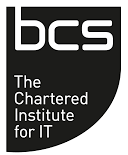 bcs
The
Chartered
Institute
for IT